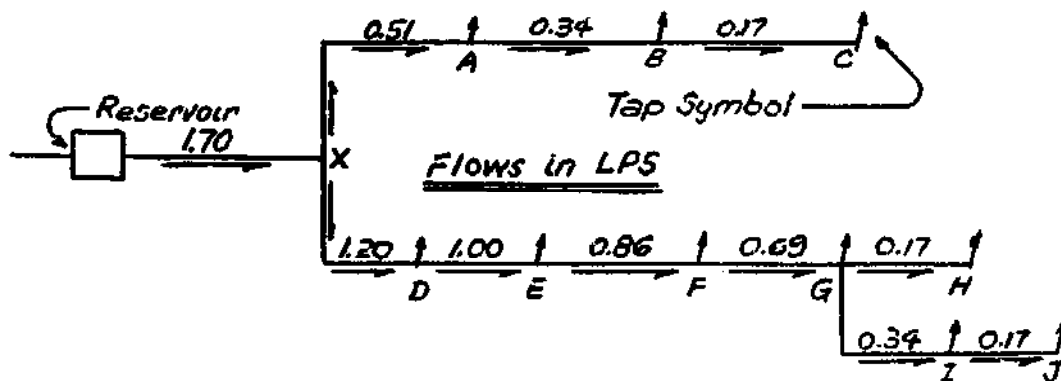 0.51 0.34 0.17
A B C
Reservoir
Tap Symbol
1.70
X
Flows in LPS
1.20 1.00 0.86 0.69 0.17
D E F G H
0.34 0.17
I J